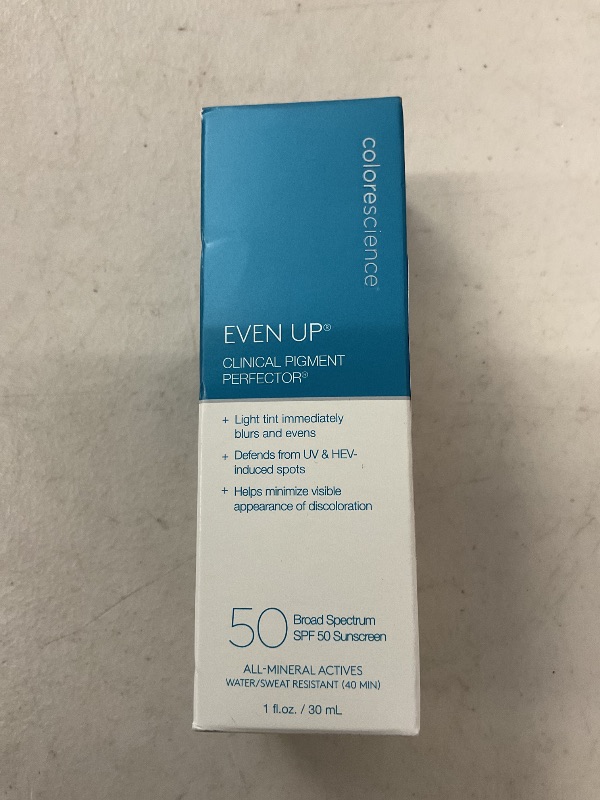 colorescience®
EVEN UP®
CLINICAL PIGMENT
PERFECTOR®
+ Light tint immediately
blurs and evens
+ Defends from UV & HEV-
induced spots
+ Helps minimize visible
appearance of discoloration
50 Broad Spectrum
SPF 50 Sunscreen
ALL-MINERAL ACTIVES
WATER/SWEAT RESISTANT (40 MIN)
1 fl.oz. / 30 mL